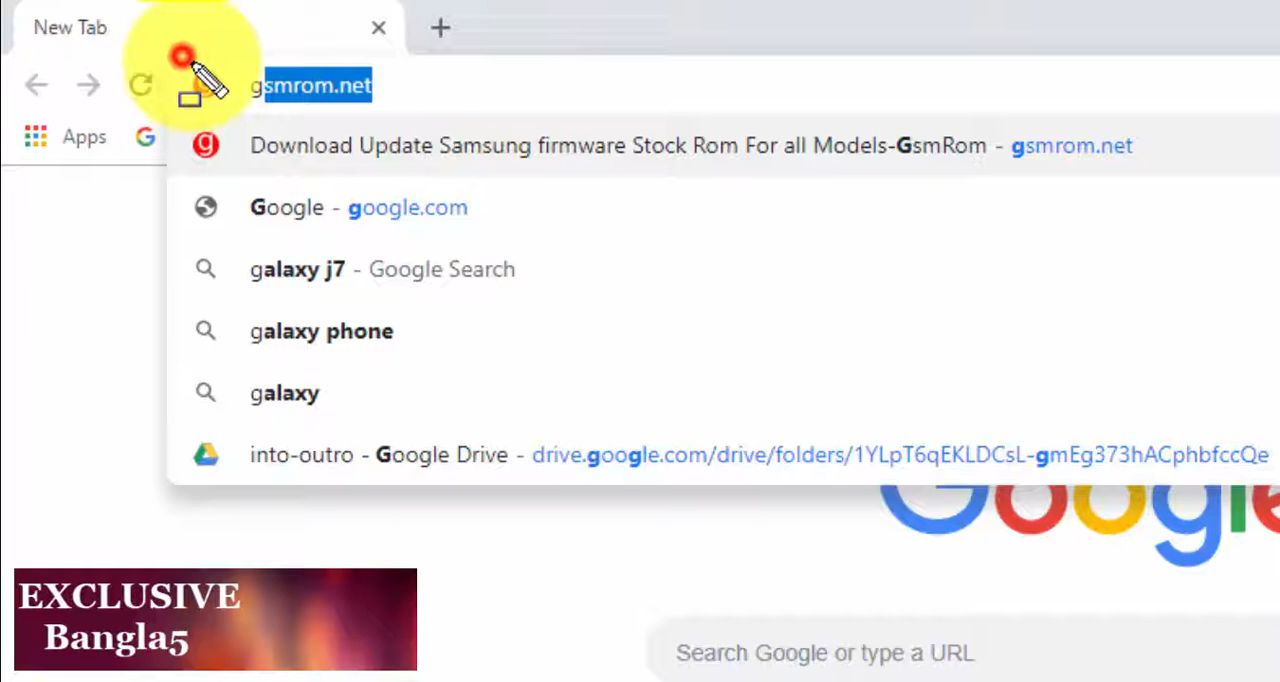 New Tab
gsmrom.net
Apps
Download Update Samsung firmware Stock Rom For all Models-GsmRom - gsmrom.net
Google - google.com
galaxy j7 - Google Search
galaxy phone
galaxy
into-outro - Google Drive - drive.google.com/drive/folders/1YLpT6qEKLDCsL-gmEg373hACphbfccQe
Google
EXCLUSIVE
Bangla5
Search Google or type a URL